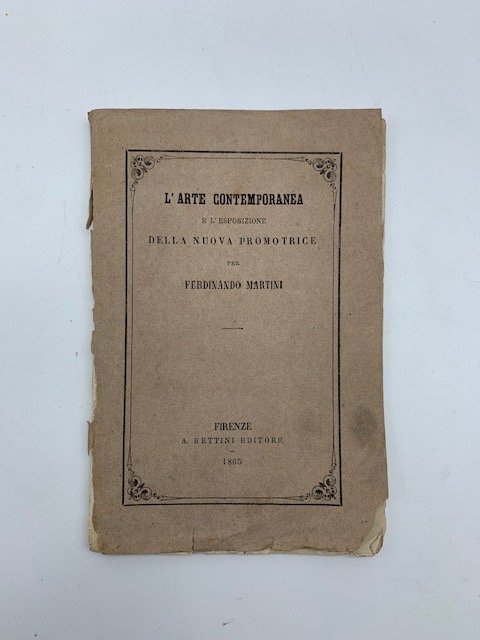 L' ARTE CONTEMPORANEA
E L' ESPOSIZIONE
DELLA NUOVA PROMOTRICE
PER
FERDINANDO MARTINI
FIRENZE
A. BETTINI EDITORE
1865